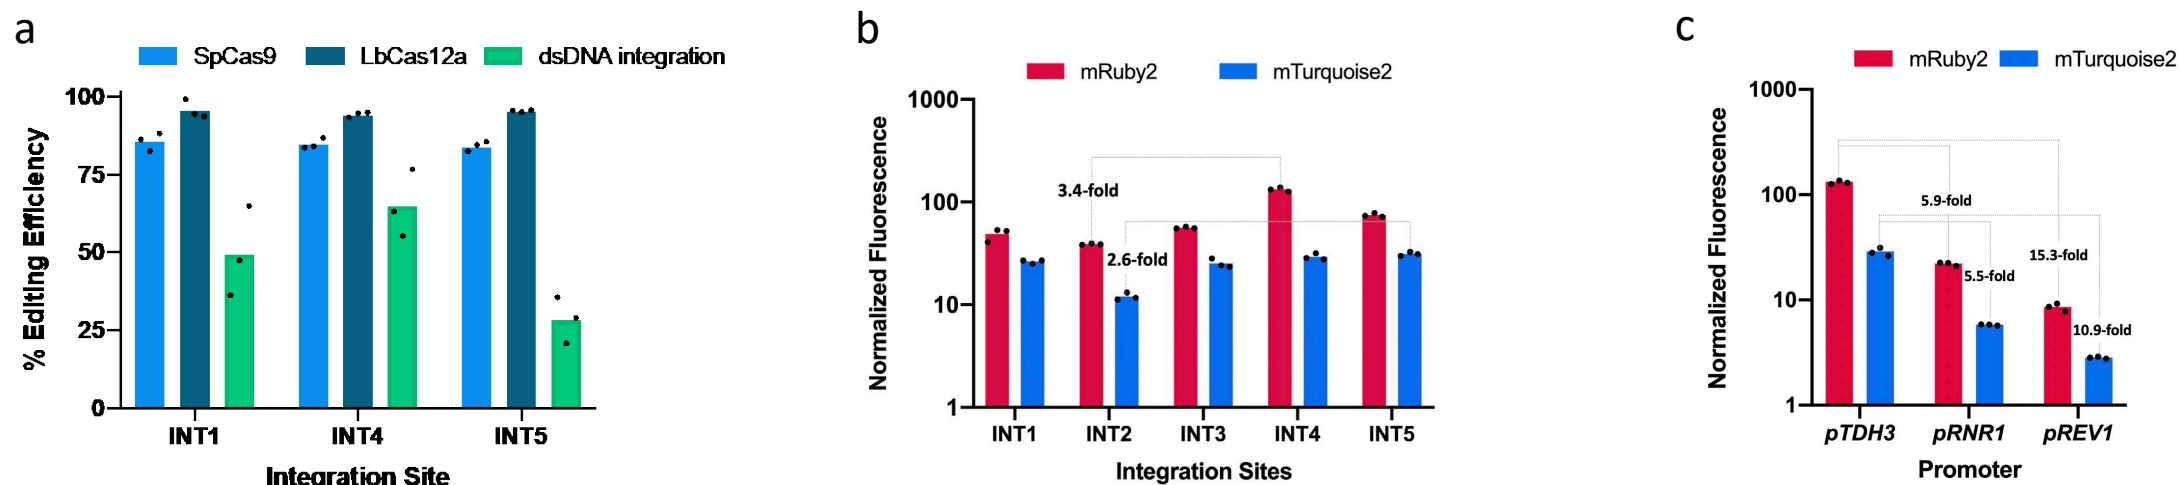 a
SpCas9 LbCas12a dsDNA integration
% Editing Efficiency
100
75
50
25
0
INT1 INT4 INT5
Integration Site
b
mRuby2 mTurquoise2
Normalized Fluorescence
1000
100
10
1
3.4-fold
2.6-fold
INT1 INT2 INT3 INT4 INT5
Integration Sites
c
mRuby2 mTurquoise2
Normalized Fluorescence
1000
100
10
1
5.9-fold
15.3-fold
5.5-fold
10.9-fold
pTDH3 pRNR1 pREV1
Promoter